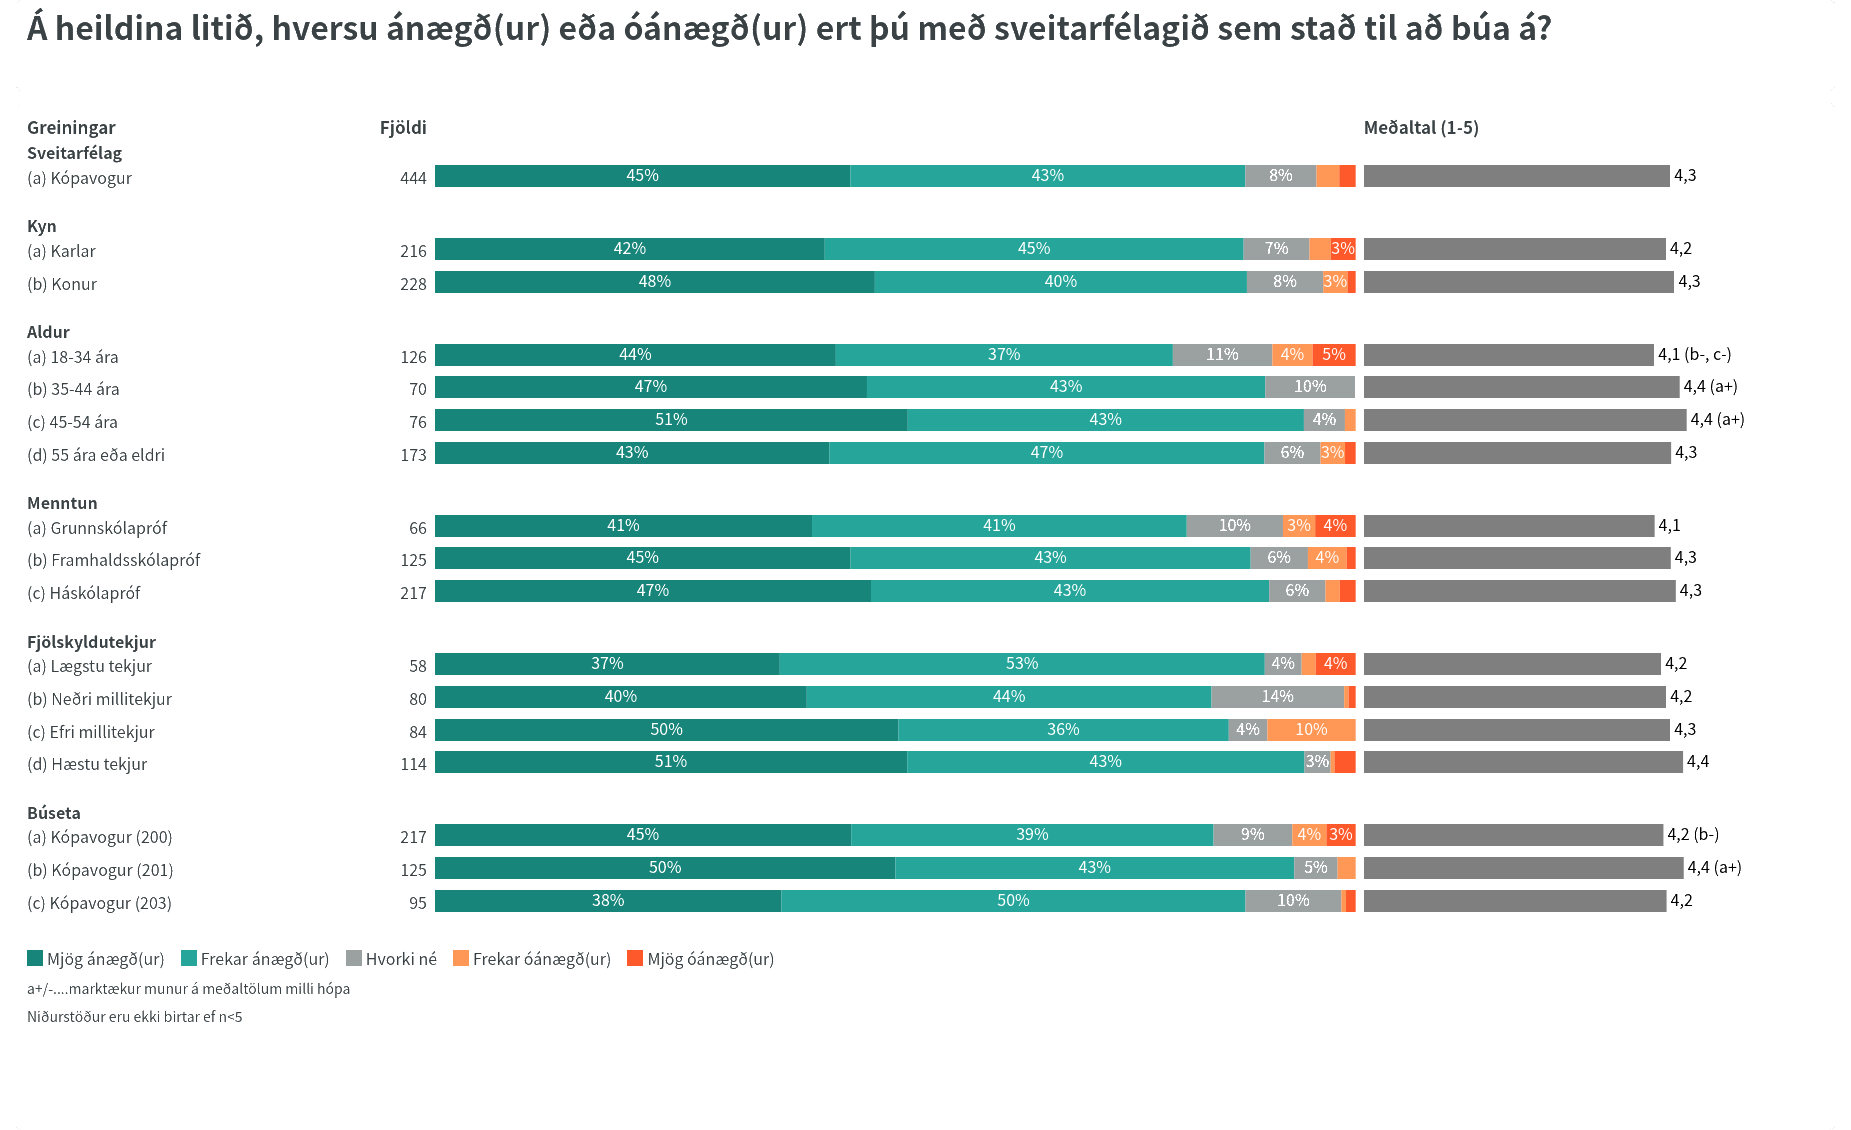 Á heildina litið, hversu ánægð(ur) eða óánægð(ur) ert þú með sveitarfélagið sem stað til að búa á?
Greiningar Fjöldi Meðaltal (1-5)
Sveitarfélag
(a) Kópavogur 444 45% 43% 8% 4,3
Kyn
(a) Karlar 216 42% 45% 7% 3% 4,2
(b) Konur 228 48% 40% 8% 3% 4,3
Aldur
(a) 18-34 ára 126 44% 37% 11% 4% 5% 4,1 (b-, c-)
(b) 35-44 ára 70 47% 43% 10% 4,4 (a+)
(c) 45-54 ára 76 51% 43% 4% 4,4 (a+)
(d) 55 ára eða eldri 173 43% 47% 6% 3% 4,3
Menntun
(a) Grunnskólapróf 66 41% 41% 10% 3% 4% 4,1
(b) Framhaldsskólapróf 125 45% 43% 6% 4% 4,3
(c) Háskólapróf 217 47% 43% 6% 4,3
Fjölskyldutekjur
(a) Lægstu tekjur 58 37% 53% 4% 4% 4,2
(b) Neðri millitekjur 80 40% 44% 14% 4,2
(c) Efri millitekjur 84 50% 36% 4% 10% 4,3
(d) Hæstu tekjur 114 51% 43% 3% 4,4
Búseta
(a) Kópavogur (200) 217 45% 39% 9% 4% 3% 4,2 (b-)
(b) Kópavogur (201) 125 50% 43% 5% 4,4 (a+)
(c) Kópavogur (203) 95 38% 50% 10% 4,2
Mjög ánægð(ur) Frekar ánægð(ur) Hvorki né Frekar óánægð(ur) Mjög óánægð(ur)
a+/-....marktækur munur á meðaltölum milli hópa
Niðurstöður eru ekki birtar ef n<5